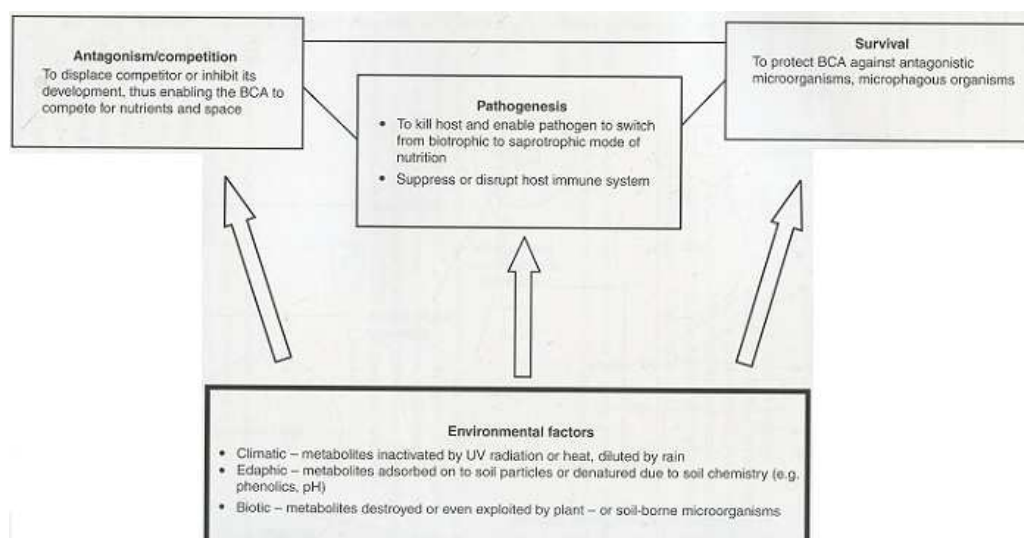 Antagonism/competition
To displace competitor or inhibit its
development, thus enabling the BCA to
compete for nutrients and space
Pathogenesis
• To kill host and enable pathogen to switch
from biotrophic to saprotrophic mode of
nutrition
• Suppress or disrupt host immune system
Survival
To protect BCA against antagonistic
microorganisms, microphagous organisms
Environmental factors
• Climatic – metabolites inactivated by UV radiation or heat, diluted by rain
• Edaphic – metabolites adsorbed on to soil particles or denatured due to soil chemistry (e.g.
phenolics, pH)
• Biotic – metabolites destroyed or even exploited by plant – or soil-borne microorganisms